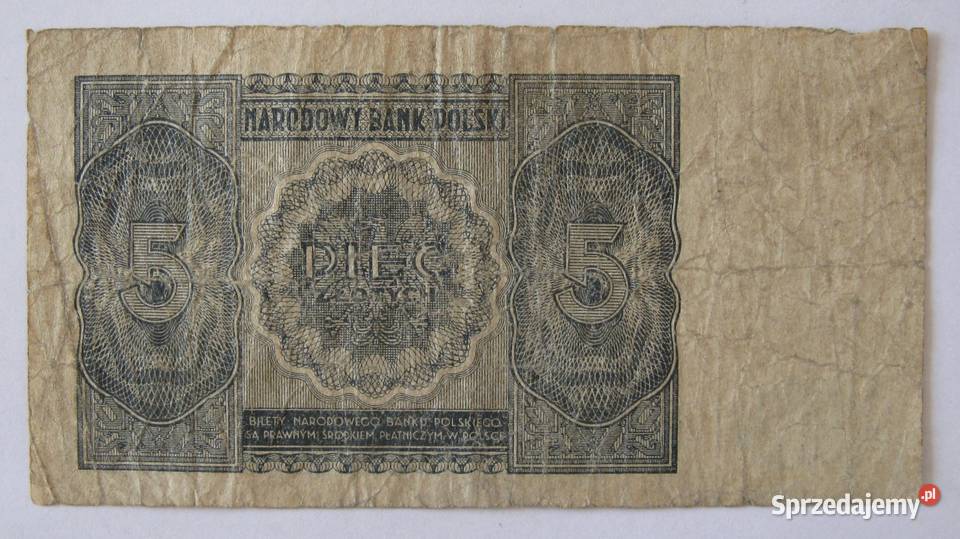 NARODOWY BANK POLSKI
5
PIĘĆ
ZŁOTYCH
5
BILETY NARODOWEGO BANKU POLSKIEGO
SĄ PRAWNYM ŚRODKIEM PŁATNICZYM W POLSCE
Sprzedajemy.pl